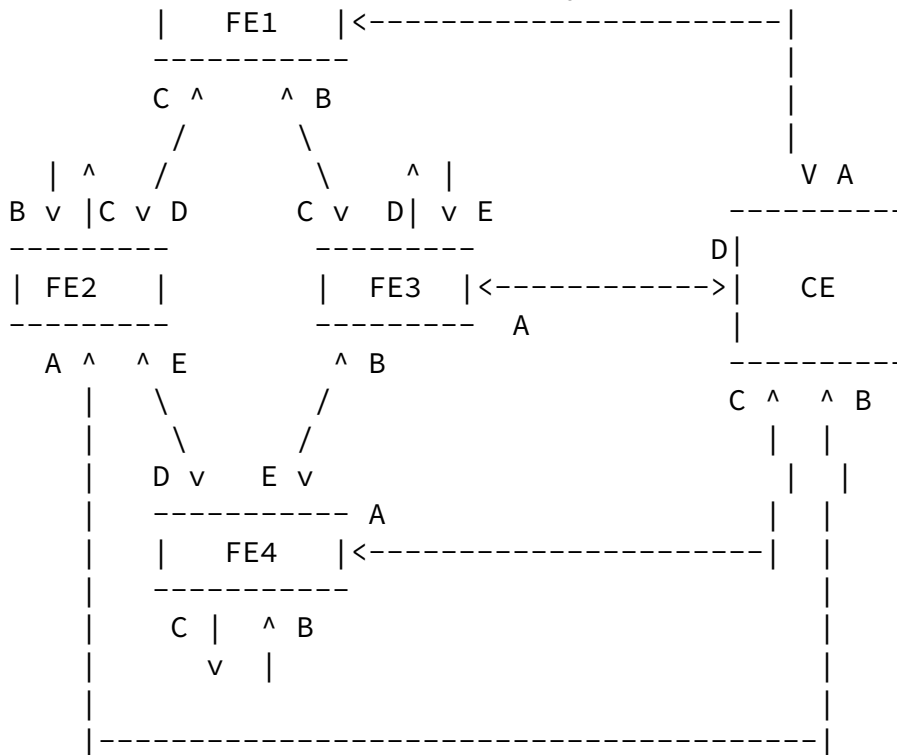 |    FE1    |<-----------------------|
-----------                         |
C ^     ^ B                         |
/       \                           |
| ^   /         \     ^ |            V A
B v |C v D      C v  D| v E      ----------
---------        ---------      D|
| FE2   |        |  FE3  |<------------>|   CE
---------        ---------  A           |
A ^  ^ E         ^ B                ----------
|   \       /                       C ^  ^ B
|    \     /                          |  |
|   D v   E v                          |  |
|   ----------- A                     |  |
|   |    FE4    |<----------------------|  |
|   -----------                          |
|    C |  ^ B                            |
|      v  |                              |
|                                        |
|----------------------------------------|